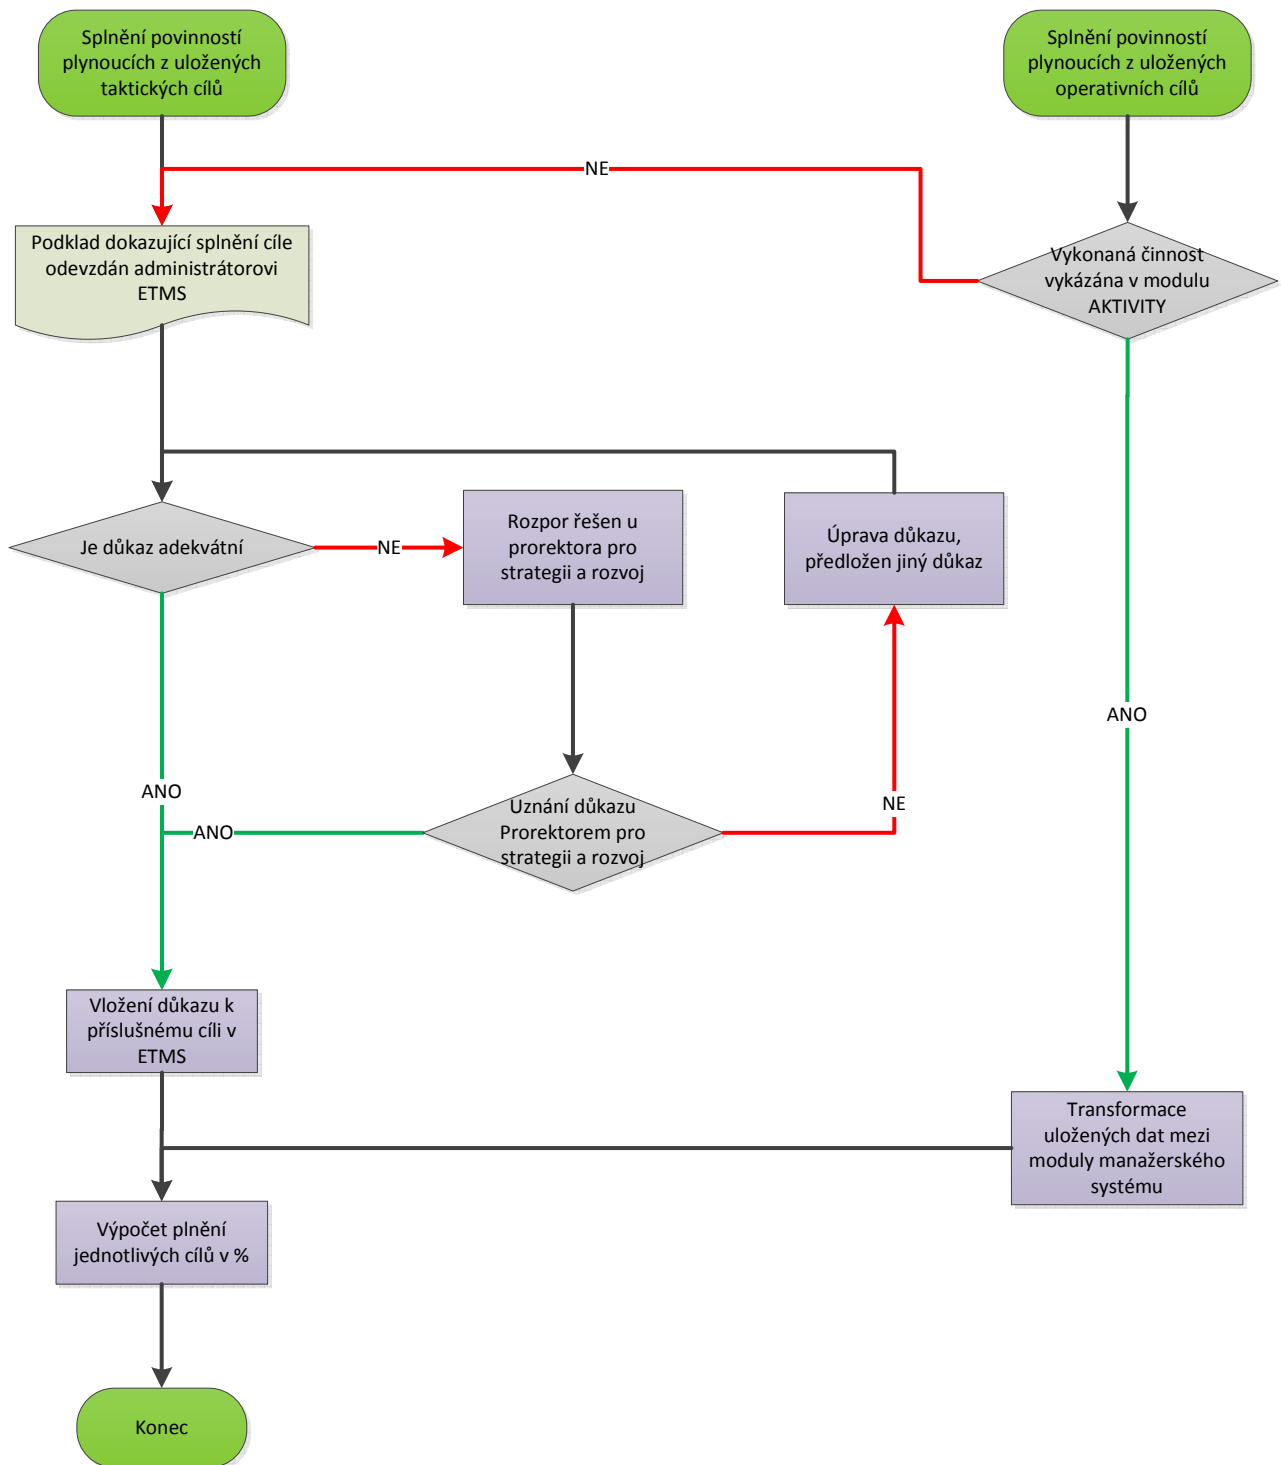 Splnění povinností
plynoucích z uložených
taktických cílů
Splnění povinností
plynoucích z uložených
operativních cílů
NE
Podklad dokazující splnění cíle
odevzdán administrátorovi
ETMS
Vykonaná činnost
vykázána v modulu
AKTIVITY
Je důkaz adekvátní
NE
Rozpor řešen u
prorektora pro
strategii a rozvoj
Úprava důkazu,
předložen jiný důkaz
ANO
ANO
ANO
Uznání důkazu
Prorektorem pro
strategii a rozvoj
NE
Vložení důkazu k
příslušnému cíli v
ETMS
Transformace
uložených dat mezi
moduly manažerského
systému
Výpočet plnění
jednotlivých cílů v %
Konec